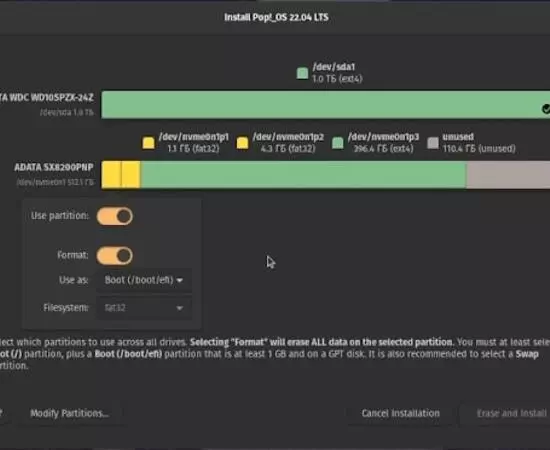 Install Pop!_OS 22.04 LTS
/dev/sda1
1.0 ТБ (ext4)
TA WDC WD10SPZX-24Z
/dev/sda 1.0 ТБ
/dev/nvme0n1p1 /dev/nvme0n1p2 /dev/nvme0n1p3 unused
1.1 ГБ (fat32) 4.3 ГБ (fat32) 396.4 ГБ (ext4) 110.4 ГБ (unused)
ADATA SX8200PNP
/dev/nvme0n1 512.1 ГБ
Use partition:
Format:
Use as: Boot (/boot/efi)
Filesystem: fat32
lect which partitions to use across all drives. Selecting "Format" will erase ALL data on the selected partition. You must at least sele
ot (/) partition, plus a Boot (/boot/efi) partition that is at least 1 GB and on a GPT disk. It is also recommended to select a Swap
rtition.
? Modify Partitions... Cancel Installation Erase and Install